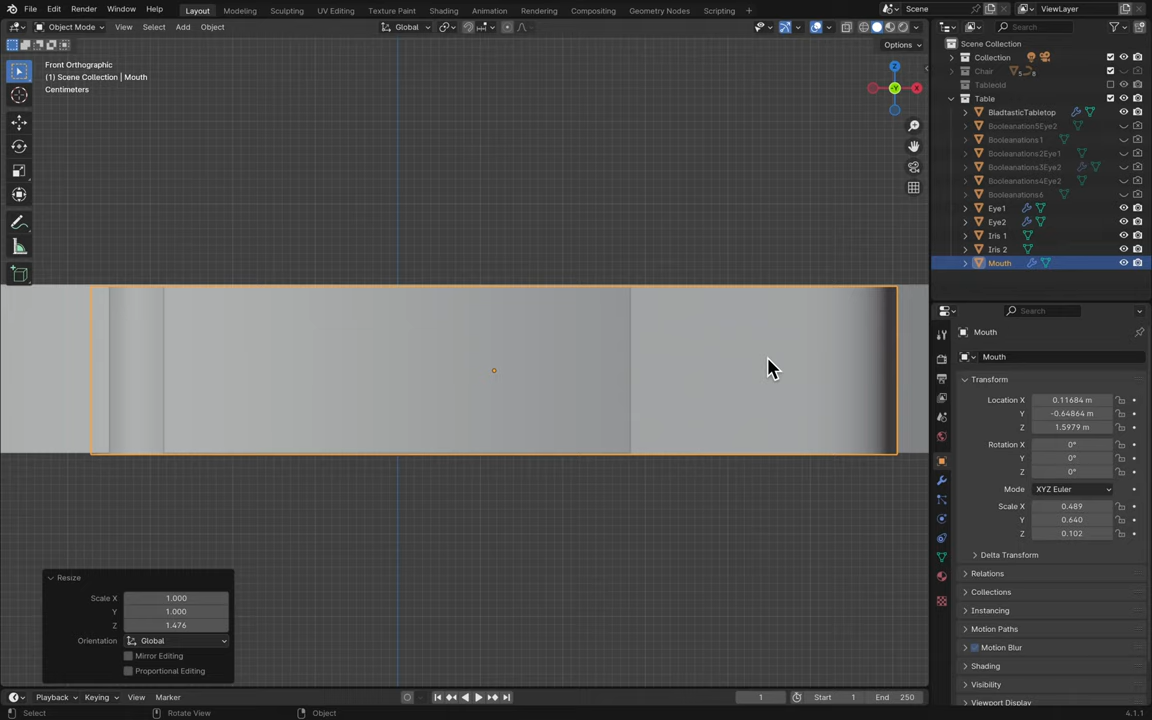 File Edit Render Window Help Layout Modeling Sculpting UV Editing Texture Paint Shading Animation Rendering Compositing Geometry Nodes Scripting Scene ViewLayer
Object Mode View Select Add Object Global Search
Options
Front Orthographic
(1) Scene Collection | Mouth
Centimeters
Z
-Y
X
Scene Collection
Collection
Chair 5 8
Tableold
Table
BladtasticTabletop
Booleanation5Eye2
Booleanations1
Booleanations2Eye1
Booleanations3Eye2
Booleanations4Eye2
Booleanations6
Eye1
Eye2
Iris 1
Iris 2
Mouth
Search
Mouth
Mouth
Transform
Location X 0.11684 m
Y -0.64864 m
Z 1.5979 m
Rotation X 0°
Y 0°
Z 0°
Mode XYZ Euler
Scale X 0.489
Y 0.640
Z 0.102
Delta Transform
Relations
Collections
Instancing
Motion Paths
Motion Blur
Shading
Visibility
Viewport Display
Resize
Scale X 1.000
Y 1.000
Z 1.476
Orientation Global
Mirror Editing
Proportional Editing
Playback Keying View Marker 1 Start 1 End 250
Select Rotate View Object 4.1.1